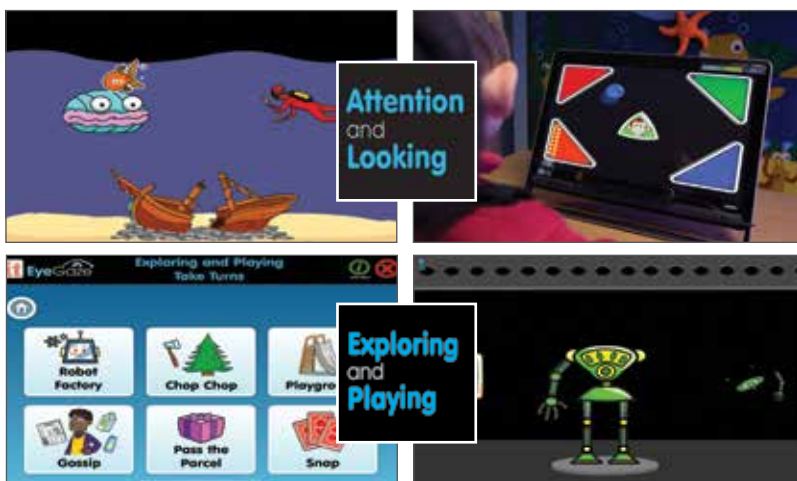 Attention
and
Looking
EyeGaze
Exploring and Playing
Take Turns
Robot
Factory
Chop Chop
Playgro
Gossip
Pass the
Parcel
Snap
Exploring
and
Playing